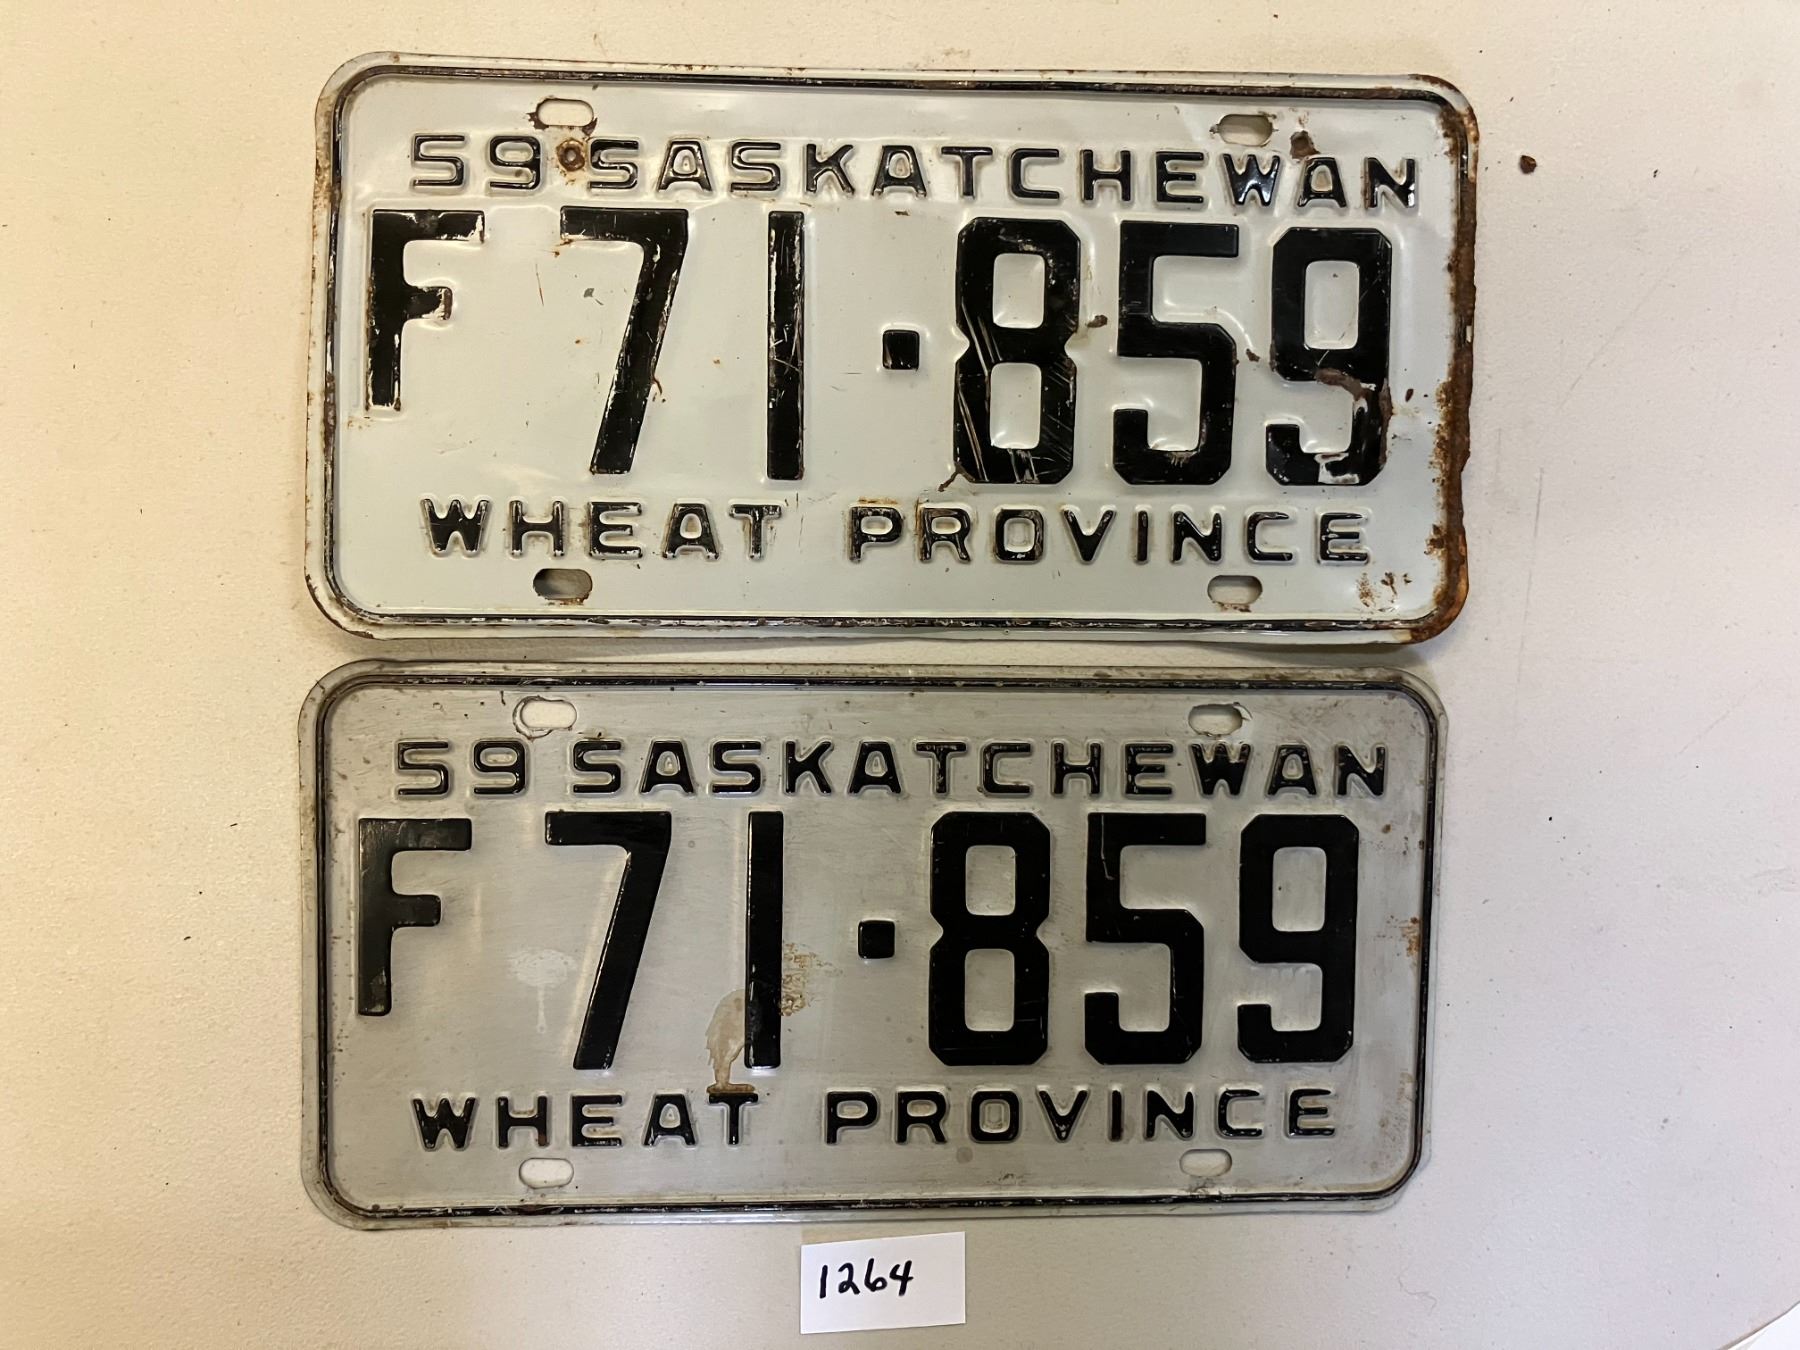 59 SASKATCHEWAN
F71·859
WHEAT PROVINCE
59 SASKATCHEWAN
F71·859
WHEAT PROVINCE
1264